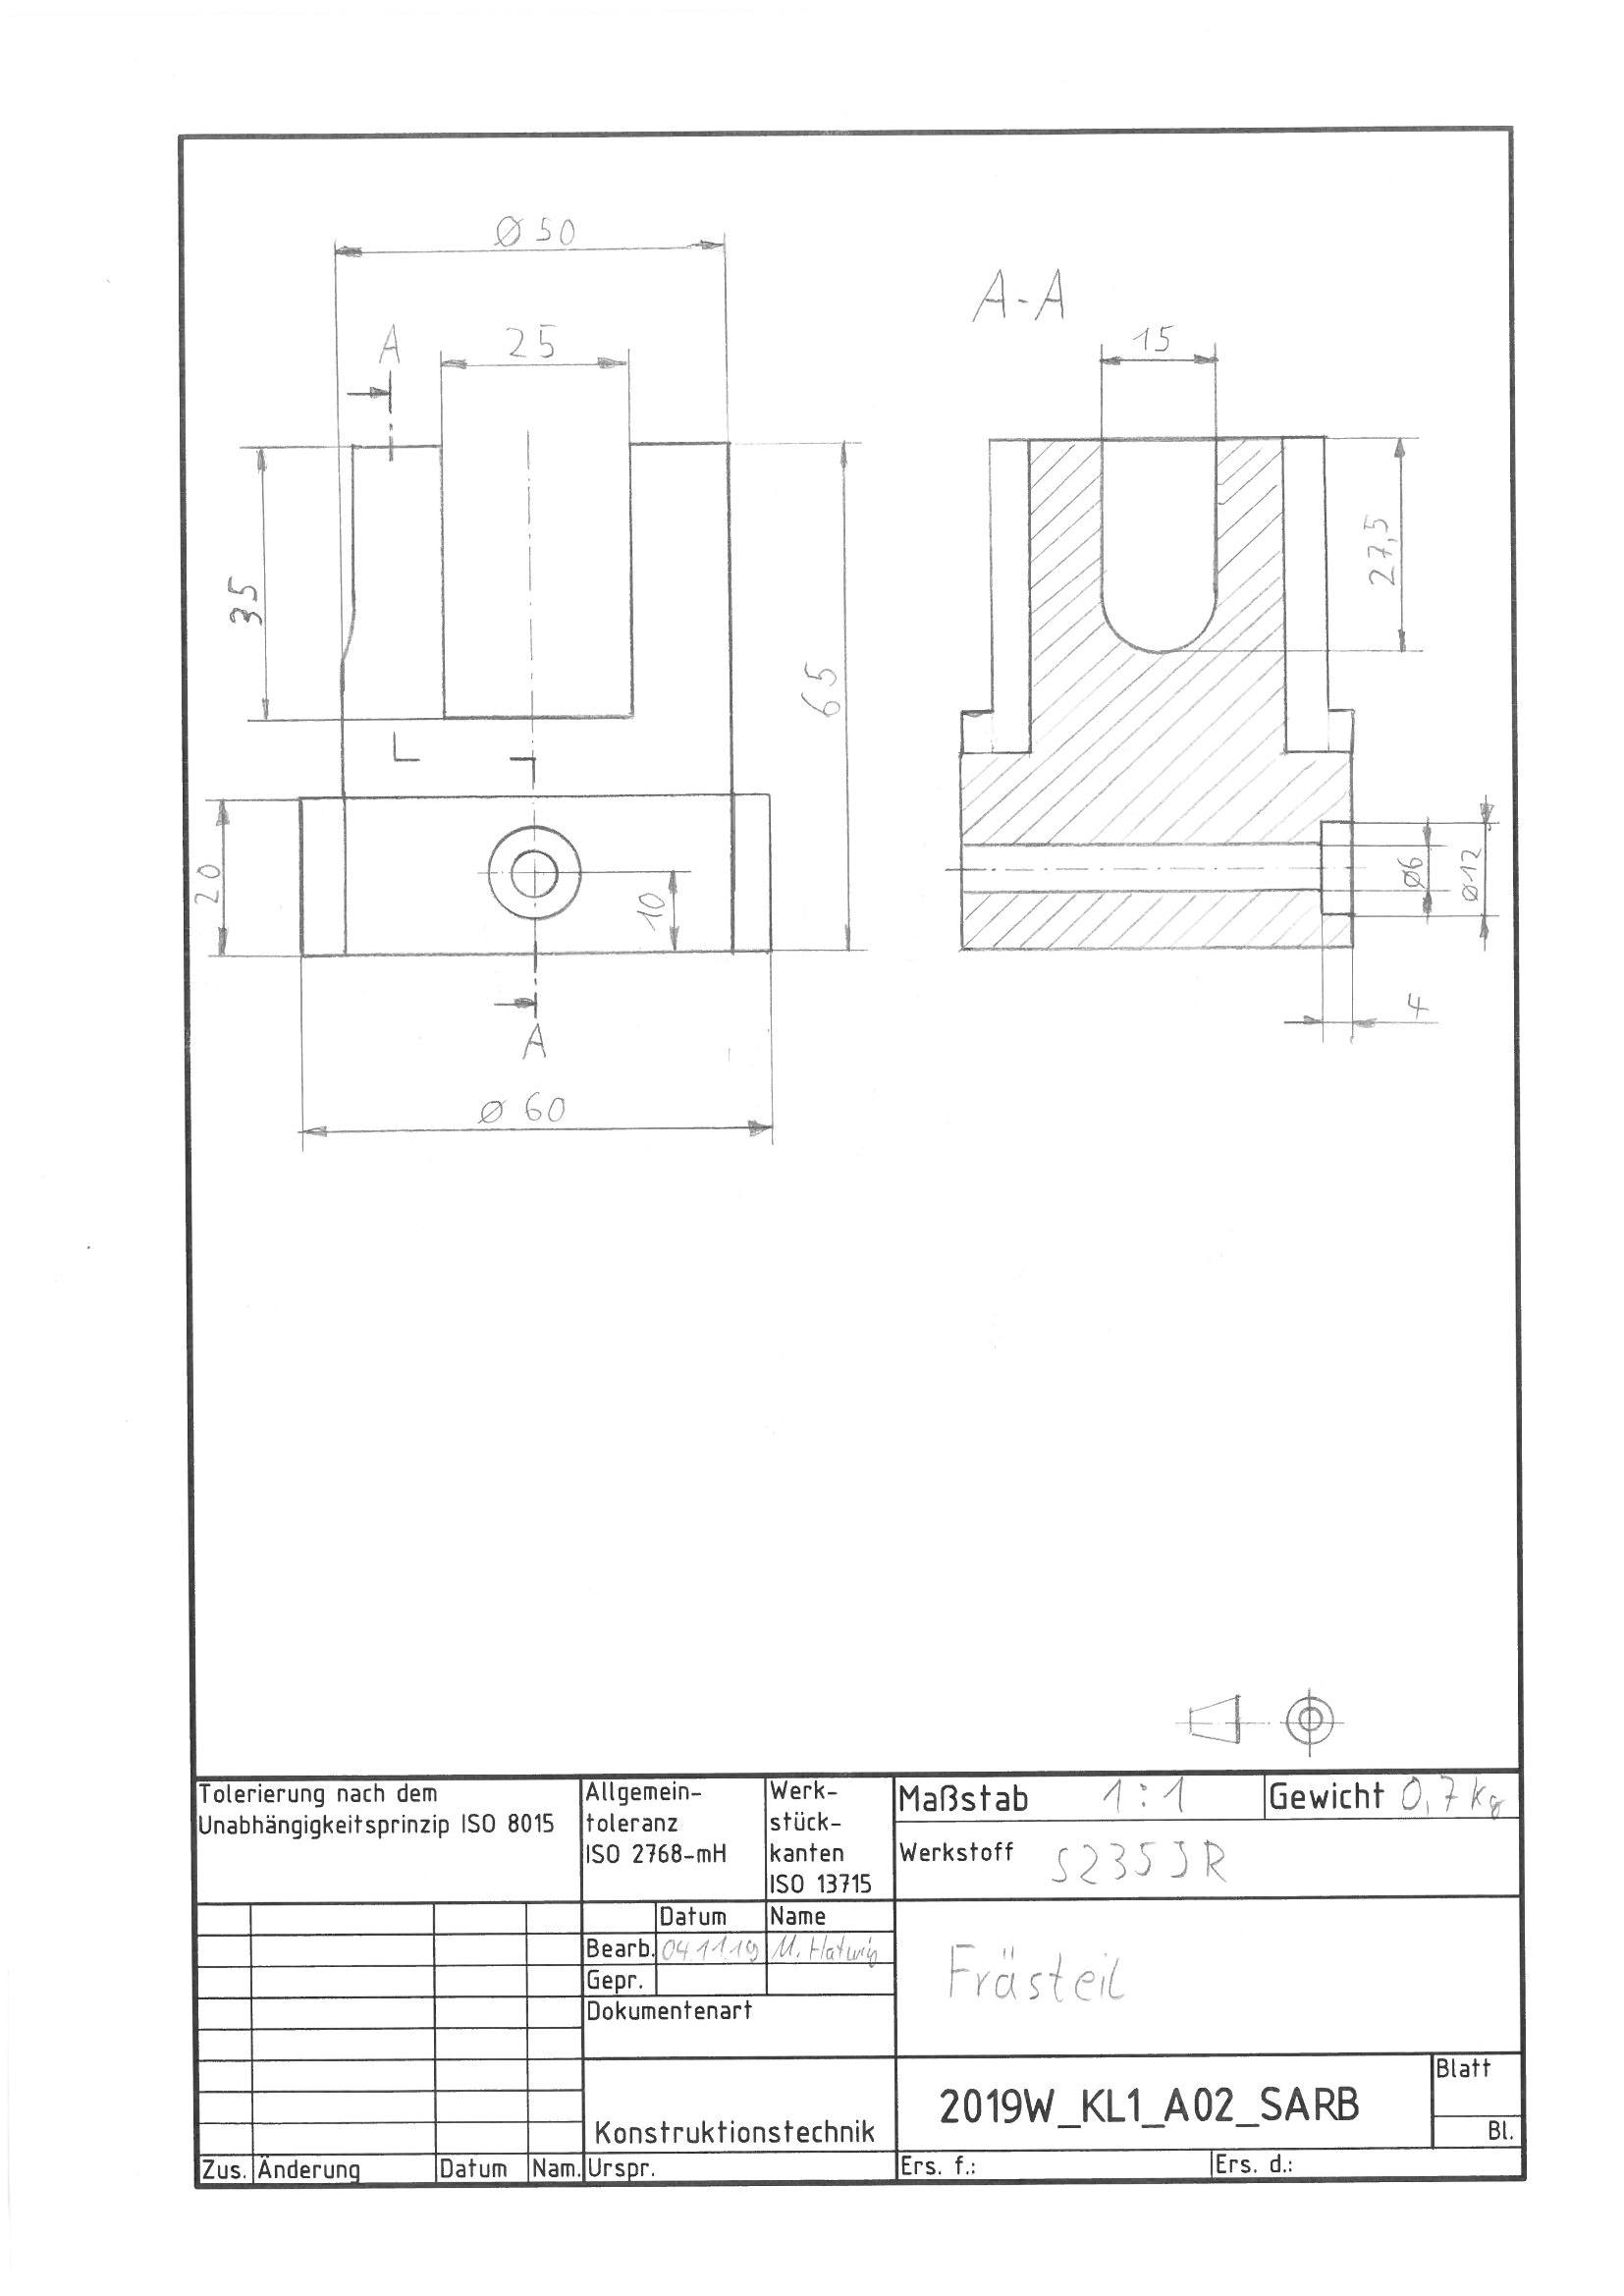 Ø 50
A-A
A
25
15
35
65
27,5
20
10
Ø6
Ø12
4
A
Ø 60
Tolerierung nach dem
Unabhängigkeitsprinzip ISO 8015
Allgemein-
toleranz
ISO 2768-mH
Werk-
stück-
kanten
ISO 13715
Maßstab 1:1
Gewicht 0,7 kg
Werkstoff S235JR
Datum
Name
Bearb. 04.11.19 M.
Gepr.
Dokumentenart
Frästeil
Konstruktionstechnik
2019W_KL1_A02_SARB
Blatt
Bl.
Zus. Änderung Datum Nam. Urspr. Ers. f.: Ers. d.: